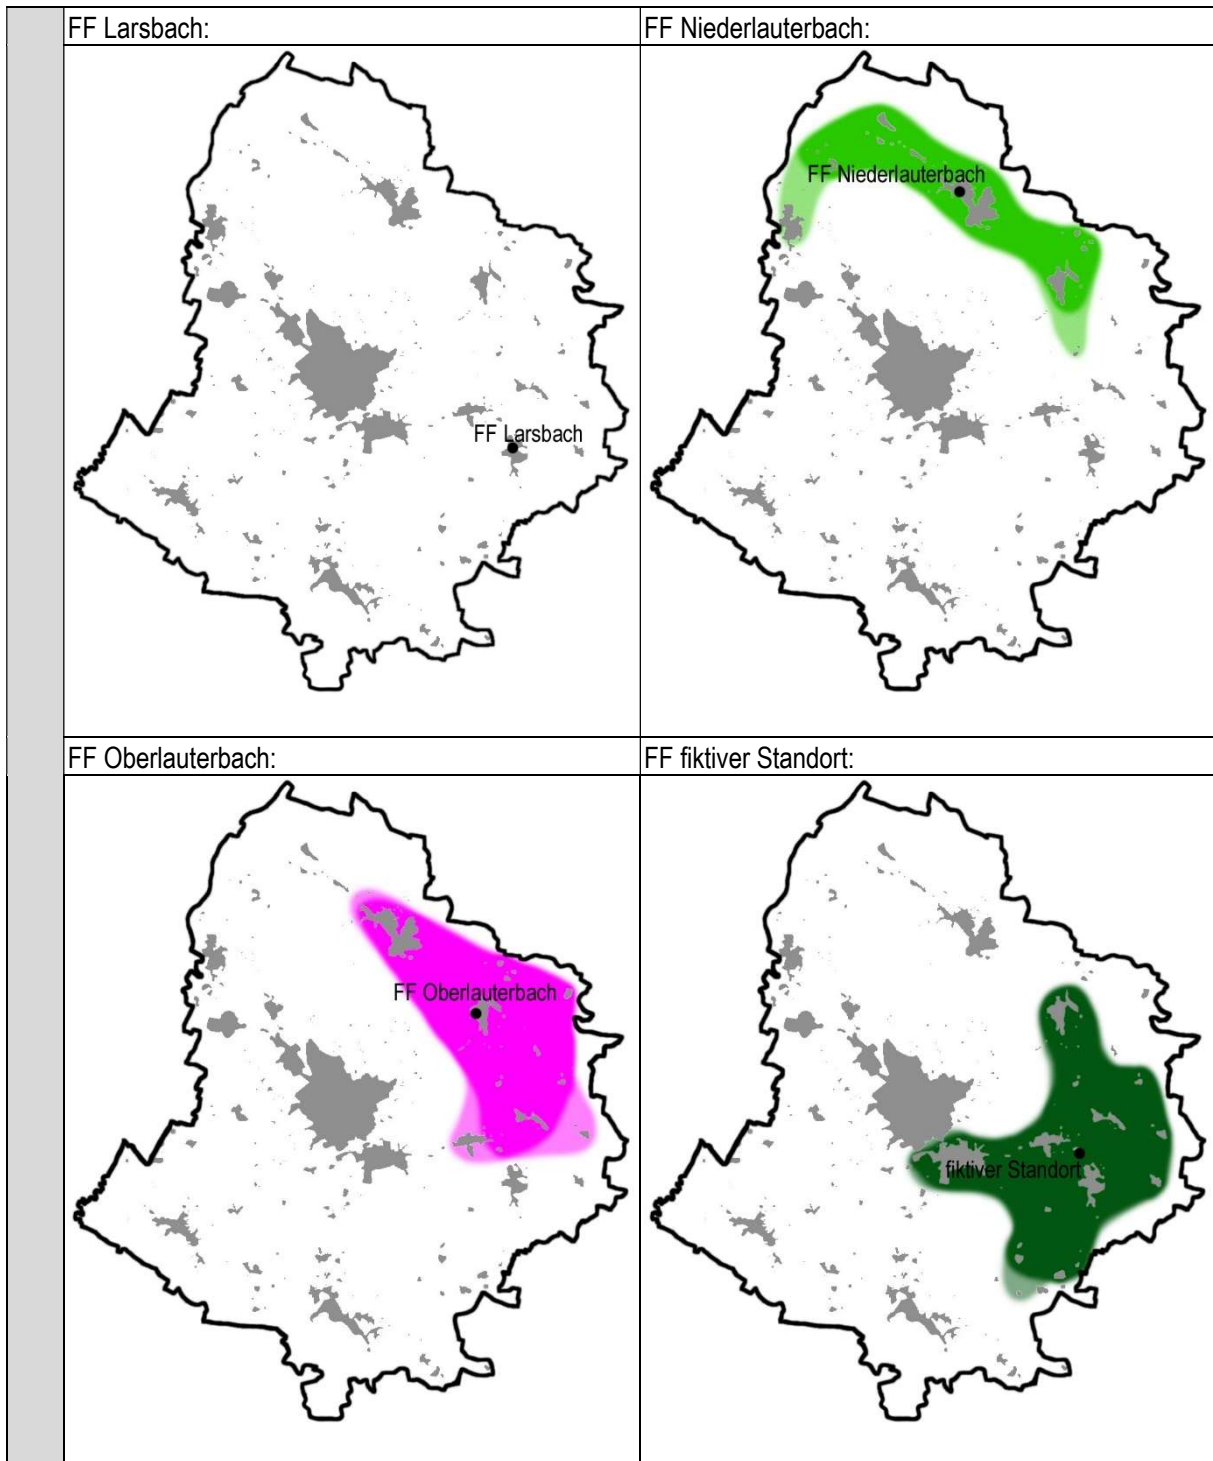 FF Larsbach:
FF Niederlauterbach:
FF Larsbach
FF Niederlauterbach
FF Oberlauterbach:
FF fiktiver Standort:
FF Oberlauterbach
fiktiver Standort